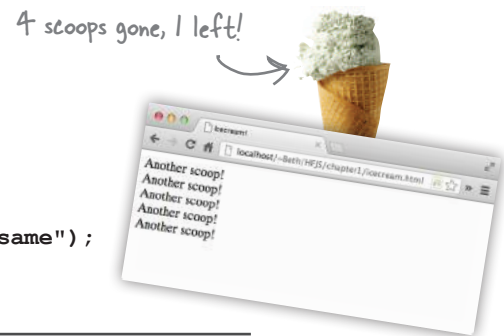 4 scoops gone, 1 left!
Icecream!
localhost/~Beth/HFJS/chapter1/icecream.html
Another scoop!
Another scoop!
Another scoop!
Another scoop!
Another scoop!
same");